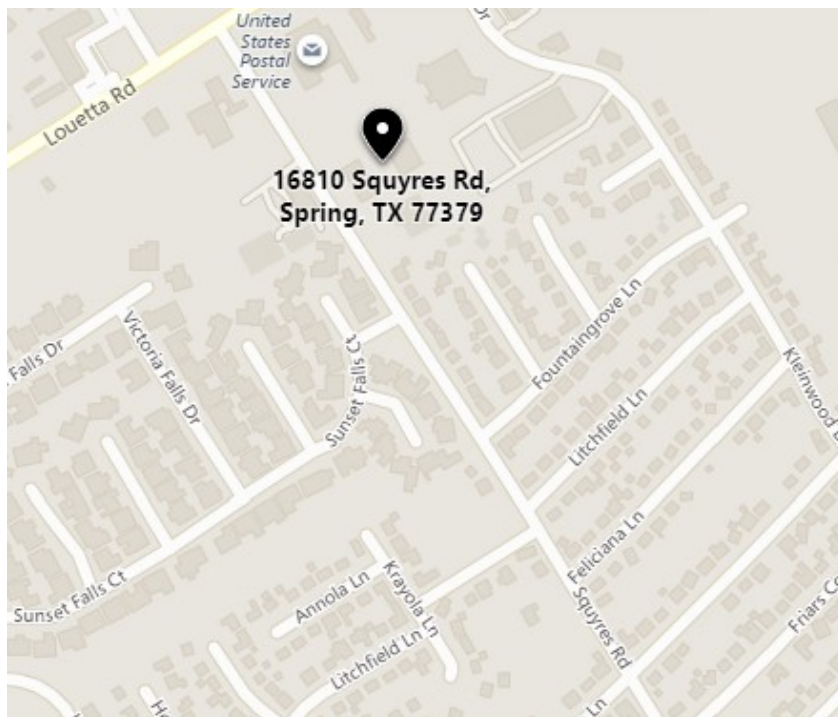 United
States
Postal
Service
Dr
Louetta Rd
16810 Squyres Rd,
Spring, TX 77379
Fountaingrove Ln
Victoria Falls Dr
Falls Dr
Sunset Falls Ct
Kleinwood
Litchfield Ln
Feliciana Ln
Sunset Falls Ct
Annola Ln
Krayola Ln
Squyres Rd
Friars
Litchfield Ln
Ln